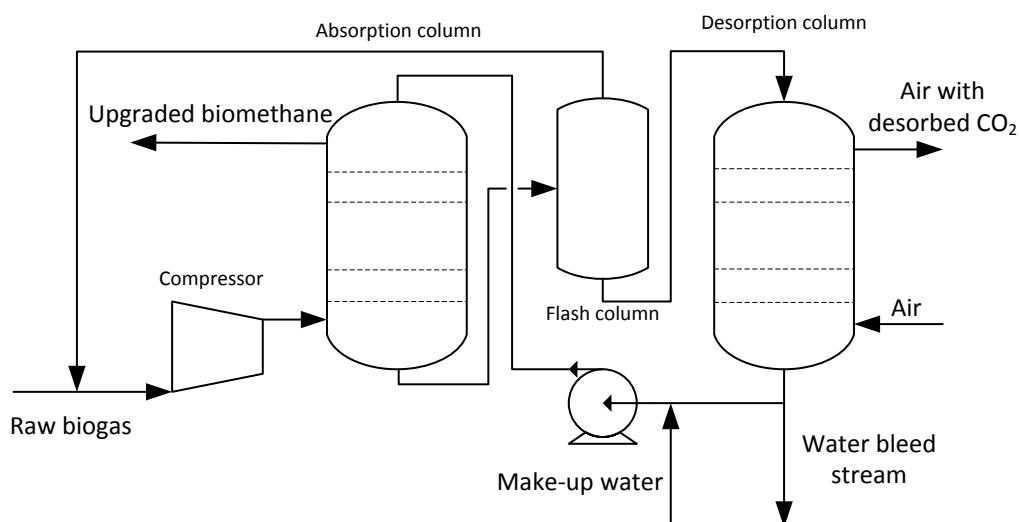 Absorption column
Desorption column
Upgraded biomethane
Air with
desorbed CO₂
Compressor
Flash column
Air
Raw biogas
Make-up water
Water bleed
stream